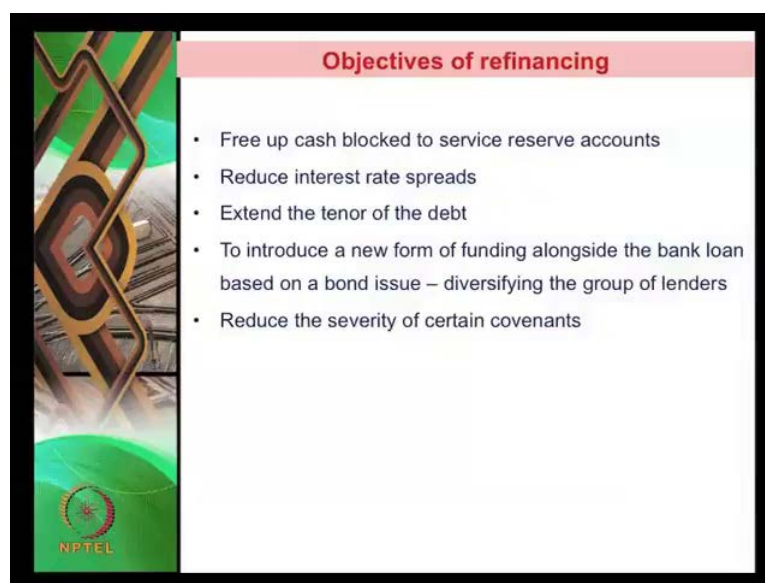 Objectives of refinancing
• Free up cash blocked to service reserve accounts
• Reduce interest rate spreads
• Extend the tenor of the debt
• To introduce a new form of funding alongside the bank loan
based on a bond issue – diversifying the group of lenders
• Reduce the severity of certain covenants
NPTEL